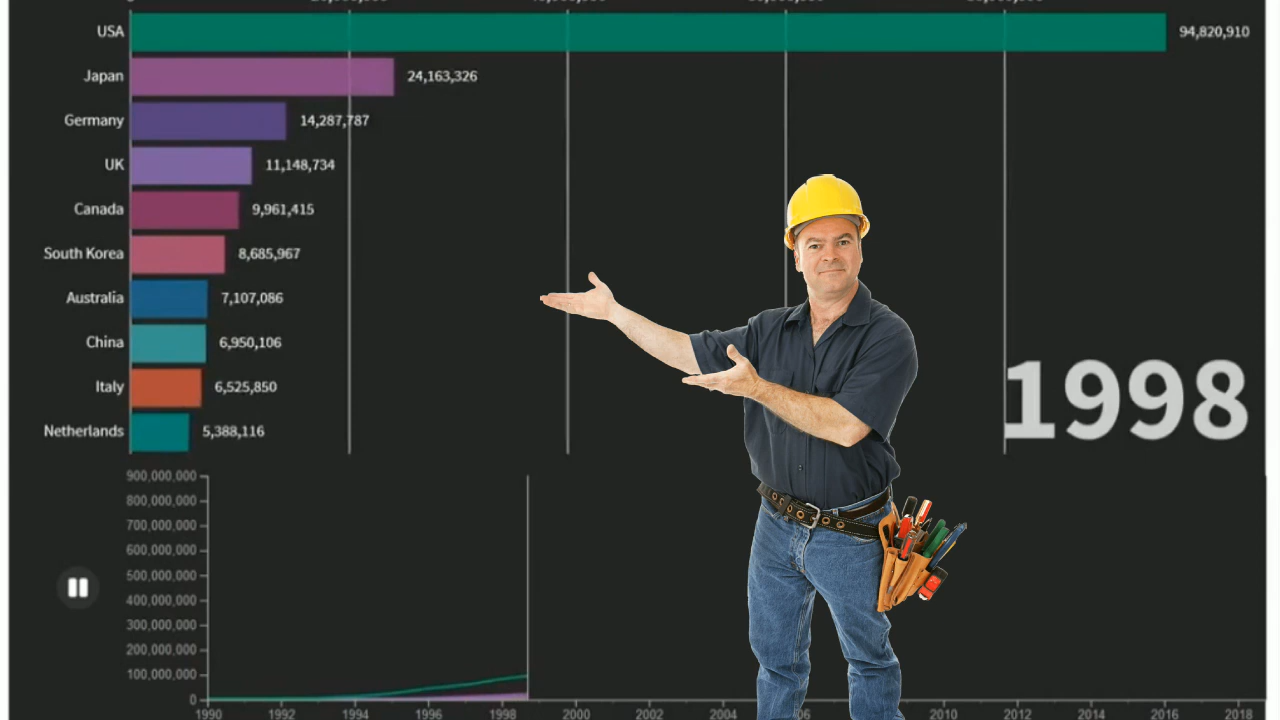 USA 94,820,910
Japan 24,163,326
Germany 14,287,787
UK 11,148,734
Canada 9,961,415
South Korea 8,685,967
Australia 7,107,086
China 6,950,106
Italy 6,525,850
Netherlands 5,388,116
1998
900,000,000
800,000,000
700,000,000
600,000,000
500,000,000
400,000,000
300,000,000
200,000,000
100,000,000
0
1990 1992 1994 1996 1998 2000 2002 2004 06 2010 2012 2014 2016 2018